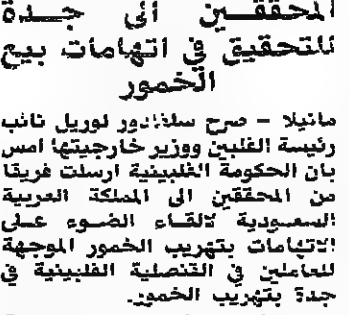 المحققين الى جدة
للتحقيق في اتهامات بيع
الخمور
مانيلا - صرح سلفادور لوريل نائب
رئيسة الفلبين ووزير خارجيتها امس
بان الحكومة الفلبينية ارسلت فريقا
من المحققين الى المملكة العربية
السعودية لالقاء الضوء على
الاتهامات بتهريب الخمور الموجهة
للعاملين في القنصلية الفلبينية في
جدة بتهريب الخمور.